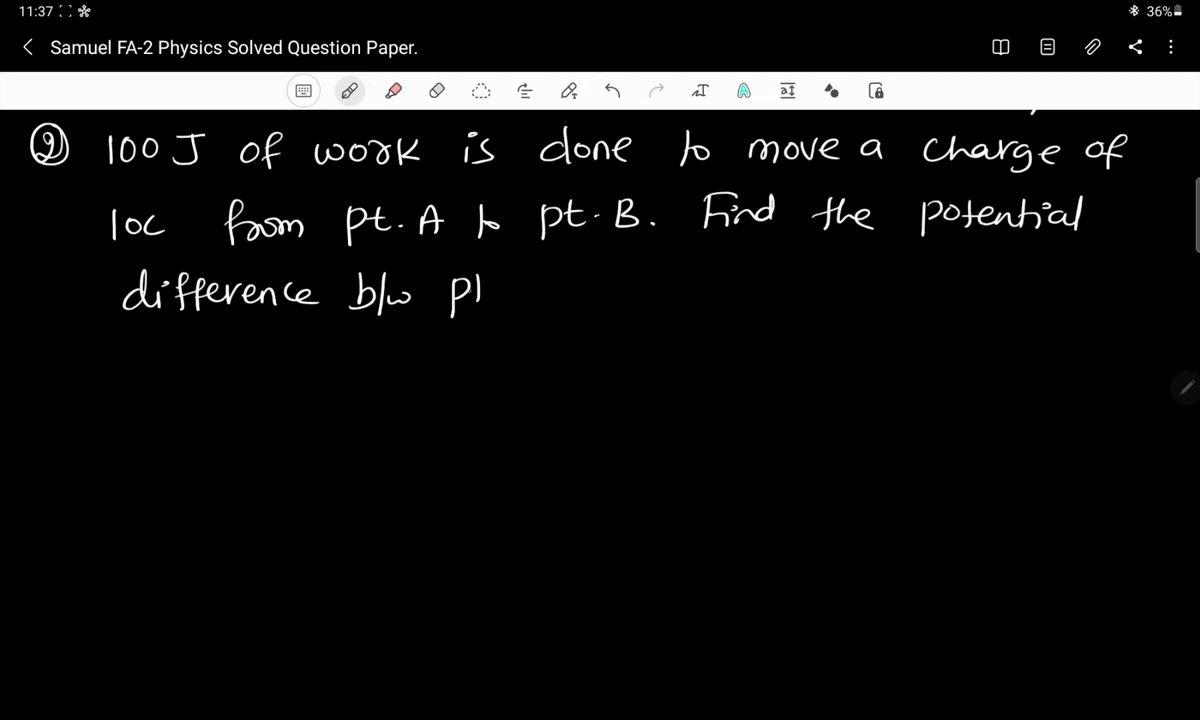 11:37 36%
Samuel FA-2 Physics Solved Question Paper.
② 100 J of work is done to move a charge of
10C from pt. A to pt. B. Find the potential
difference b/w pt